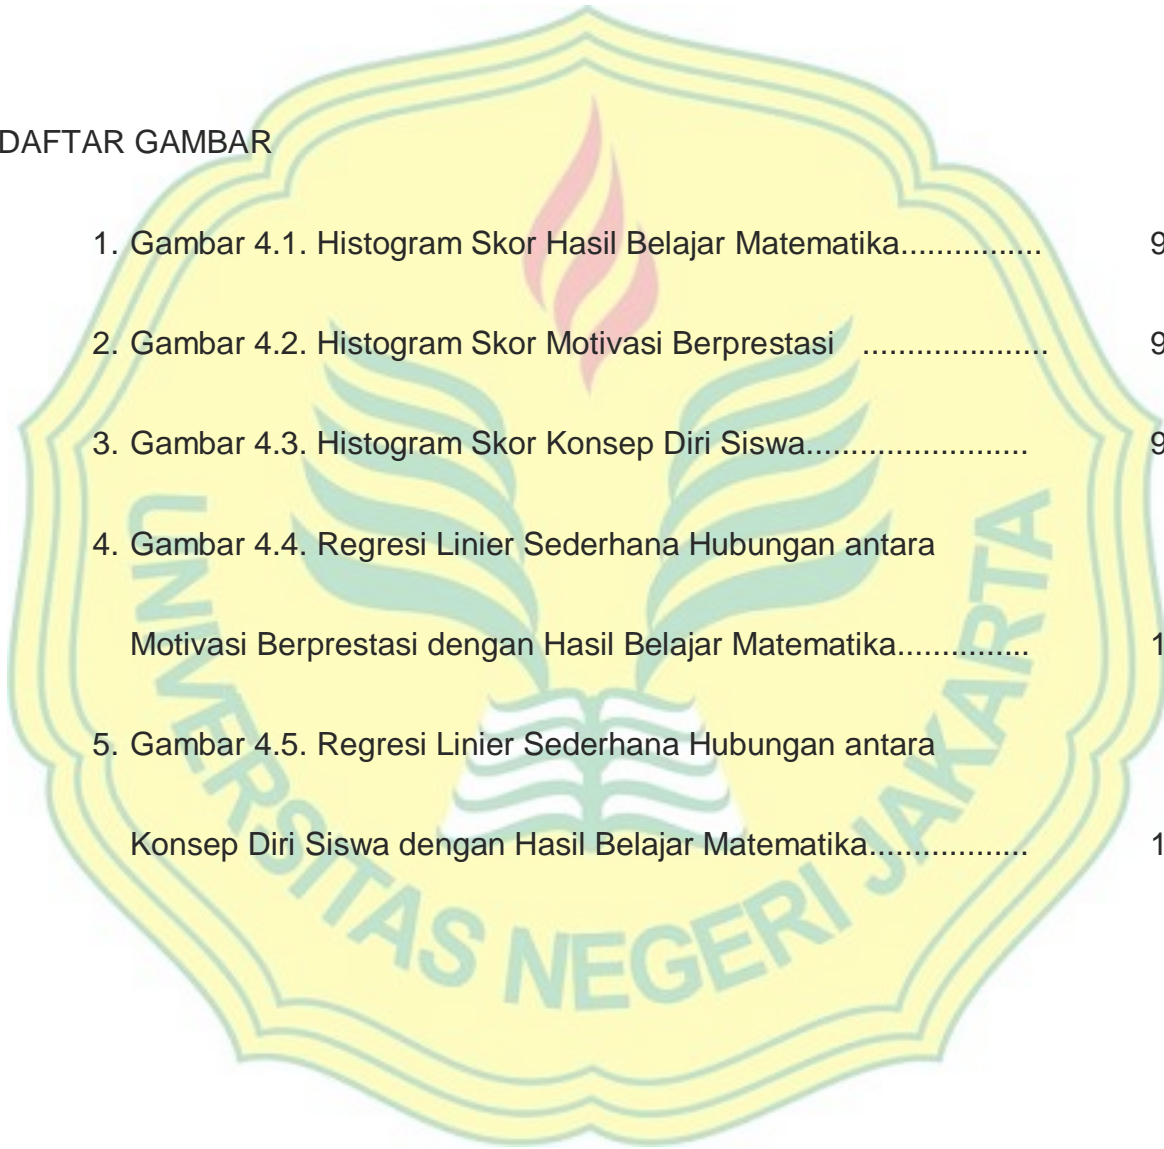 DAFTAR GAMBAR
1. Gambar 4.1. Histogram Skor Hasil Belajar Matematika................ 9
2. Gambar 4.2. Histogram Skor Motivasi Berprestasi ..................... 9
3. Gambar 4.3. Histogram Skor Konsep Diri Siswa......................... 9
4. Gambar 4.4. Regresi Linier Sederhana Hubungan antara
Motivasi Berprestasi dengan Hasil Belajar Matematika............... 1
5. Gambar 4.5. Regresi Linier Sederhana Hubungan antara
Konsep Diri Siswa dengan Hasil Belajar Matematika.................. 1
UNIVERSITAS NEGERI JAKARTA